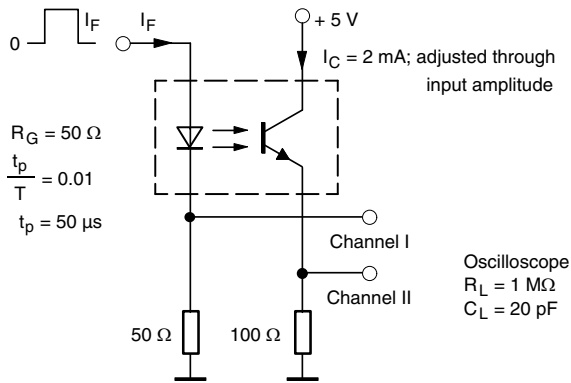 0
I_F
I_F
+ 5 V
I_C = 2 mA; adjusted through
input amplitude
R_G = 50 Ω
t_p
T
= 0.01
t_p = 50 μs
Channel I
Channel II
50 Ω
100 Ω
Oscilloscope
R_L = 1 MΩ
C_L = 20 pF